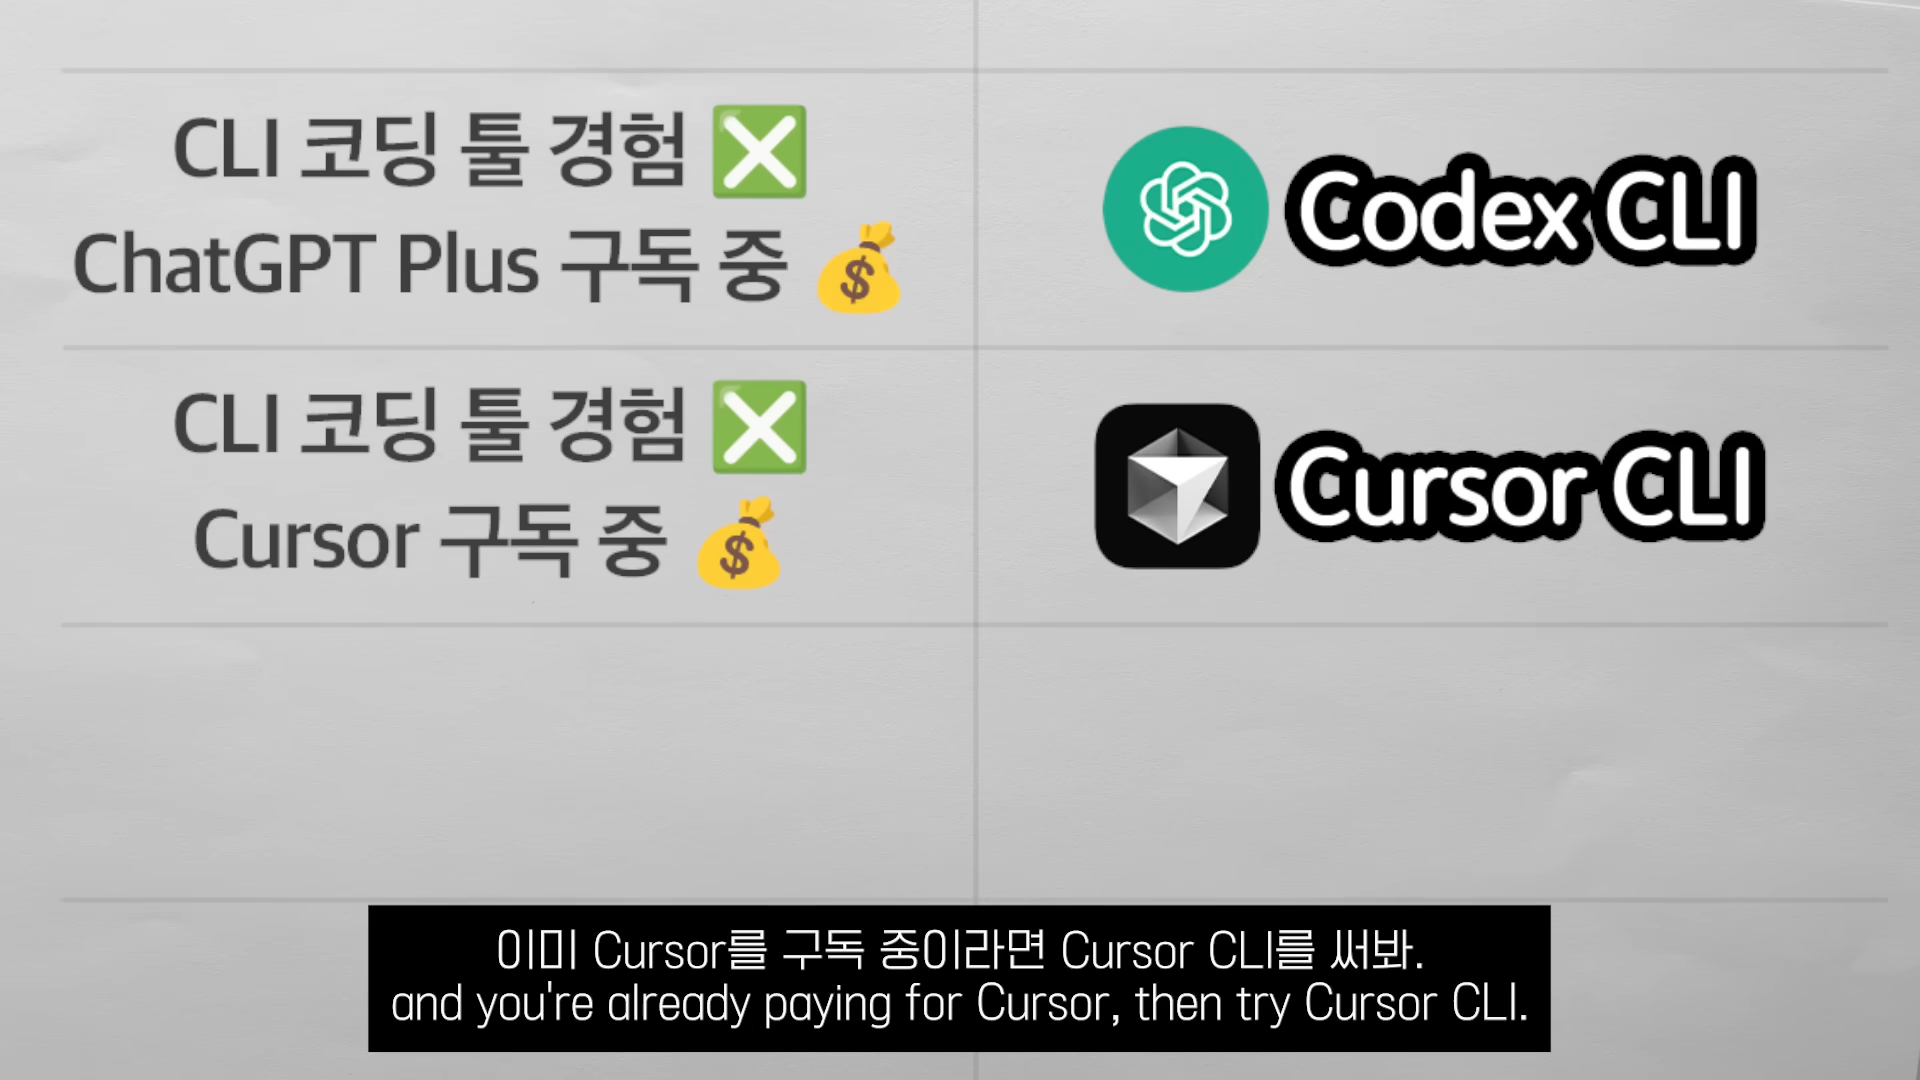 CLI 코딩 툴 경험 ❎
ChatGPT Plus 구독 중 💰
Codex CLI
CLI 코딩 툴 경험 ❎
Cursor 구독 중 💰
Cursor CLI
이미 Cursor를 구독 중이라면 Cursor CLI를 써봐.
and you're already paying for Cursor, then try Cursor CLI.